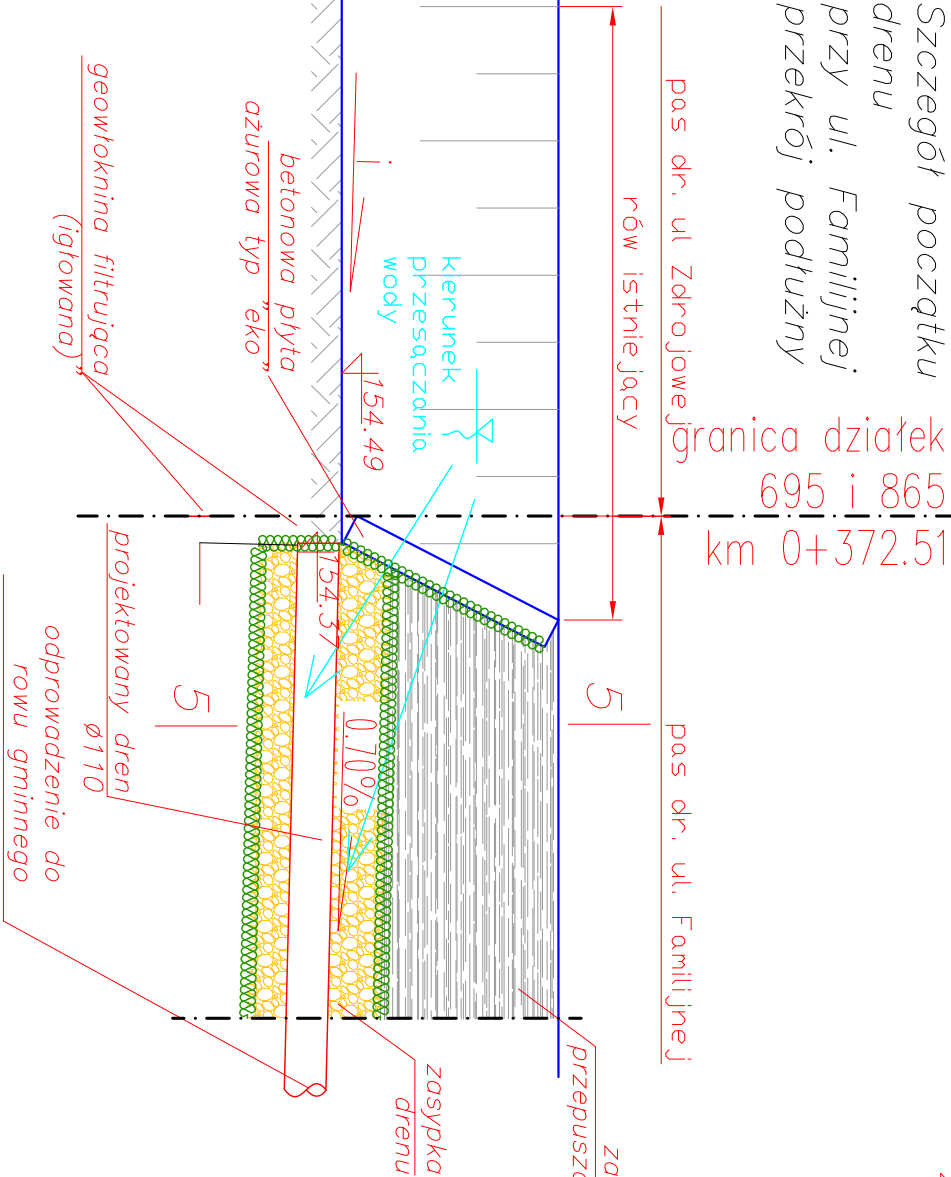 Szczegół początku
drenu
przy ul. Familijnej
przekrój podłużny
granica działek
695 i 865
km 0+372.51
pas dr. ul Zdrojowej
pas dr. ul. Familijnej
rów istniejący
i
kierunek
przesączania
wody
154.49
betonowa płyta
ażurowa typ „eko”
geowłoknina filtrująca
(igłowana)
154.37
0.70%
5
5
projektowany dren
ø110
odprowadzenie do
rowu gminnego
zasypka
drenu